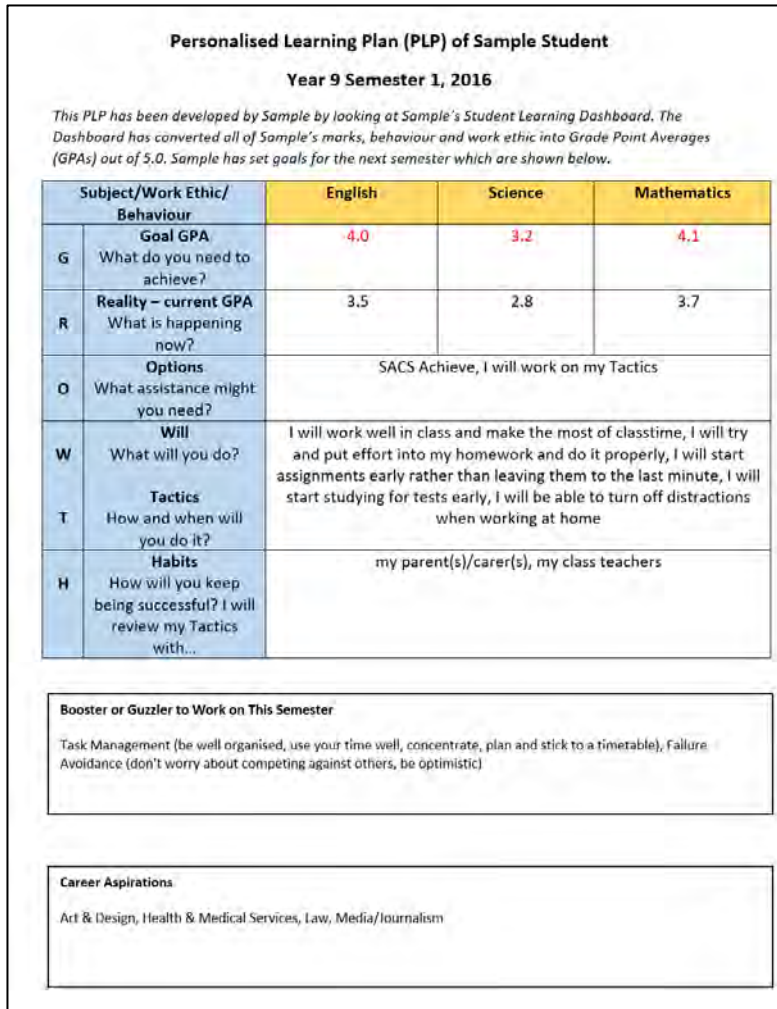 Personalised Learning Plan (PLP) of Sample Student
Year 9 Semester 1, 2016
This PLP has been developed by Sample by looking at Sample's Student Learning Dashboard. The
Dashboard has converted all of Sample's marks, behaviour and work ethic into Grade Point Averages
(GPAs) out of 5.0. Sample has set goals for the next semester which are shown below.
Subject/Work Ethic/
Behaviour
English
Science
Mathematics
G
Goal GPA
What do you need to
achieve?
4.0
3.2
4.1
R
Reality – current GPA
What is happening
now?
3.5
2.8
3.7
O
Options
What assistance might
you need?
SACS Achieve, I will work on my Tactics
W
Will
What will you do?
T
Tactics
How and when will
you do it?
I will work well in class and make the most of classtime, I will try
and put effort into my homework and do it properly, I will start
assignments early rather than leaving them to the last minute, I will
start studying for tests early, I will be able to turn off distractions
when working at home
H
Habits
How will you keep
being successful? I will
review my Tactics
with...
my parent(s)/carer(s), my class teachers
Booster or Guzzler to Work on This Semester
Task Management (be well organised, use your time well, concentrate, plan and stick to a timetable), Failure
Avoidance (don't worry about competing against others, be optimistic)
Career Aspirations
Art & Design, Health & Medical Services, Law, Media/Journalism